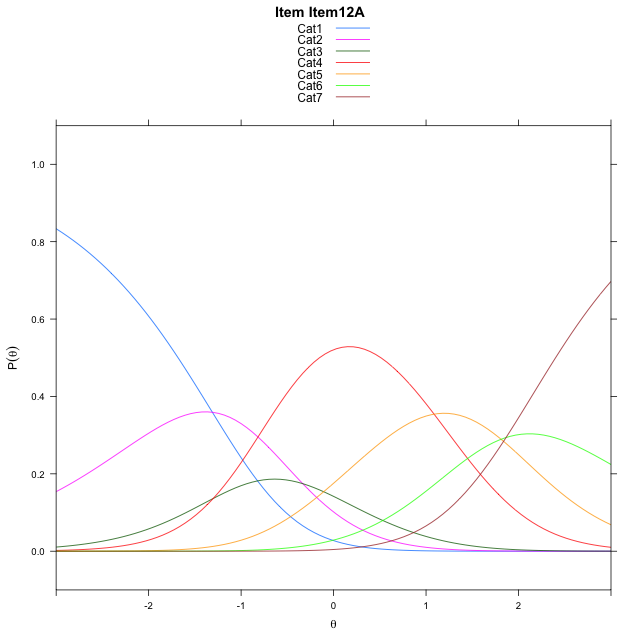 Item Item12A
Cat1
Cat2
Cat3
Cat4
Cat5
Cat6
Cat7
1.0
0.8
0.6
0.4
0.2
0.0
P(θ)
-2 -1 0 1 2
θ